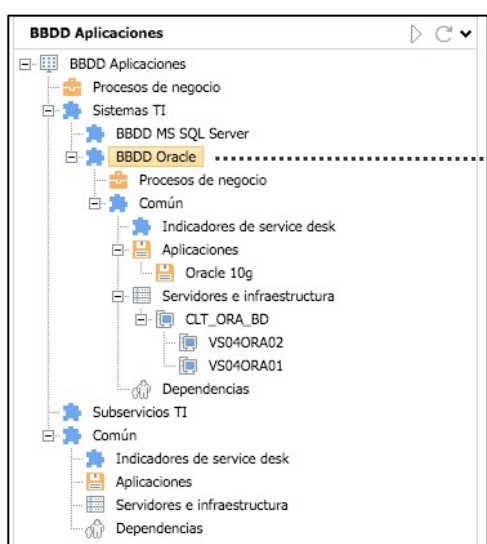 BBDD Aplicaciones
BBDD Aplicaciones
Procesos de negocio
Sistemas TI
BBDD MS SQL Server
BBDD Oracle
Procesos de negocio
Común
Indicadores de service desk
Aplicaciones
Oracle 10g
Servidores e infraestructura
CLT_ORA_BD
VS04ORA02
VS04ORA01
Dependencias
Subservicios TI
Común
Indicadores de service desk
Aplicaciones
Servidores e infraestructura
Dependencias